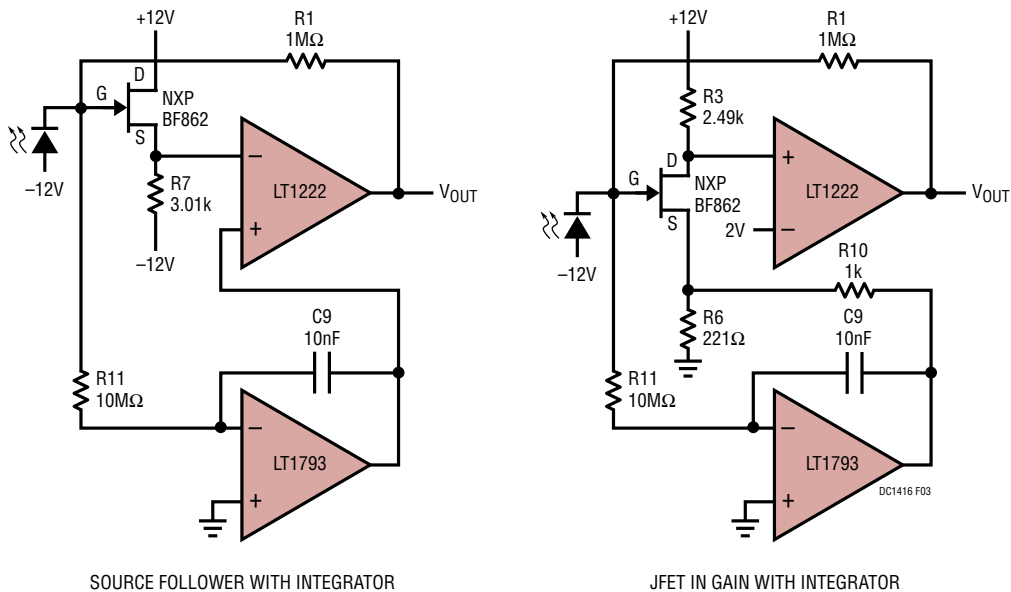 +12V
R1
1MΩ
D
G
NXP
BF862
S
–12V
R7
3.01k
–12V
–
+
LT1222
VOUT
C9
10nF
R11
10MΩ
–
+
LT1793
SOURCE FOLLOWER WITH INTEGRATOR
+12V
R1
1MΩ
R3
2.49k
D
G
NXP
BF862
S
–12V
+
–
2V
LT1222
VOUT
R10
1k
R6
221Ω
C9
10nF
R11
10MΩ
–
+
LT1793
DC1416 F03
JFET IN GAIN WITH INTEGRATOR